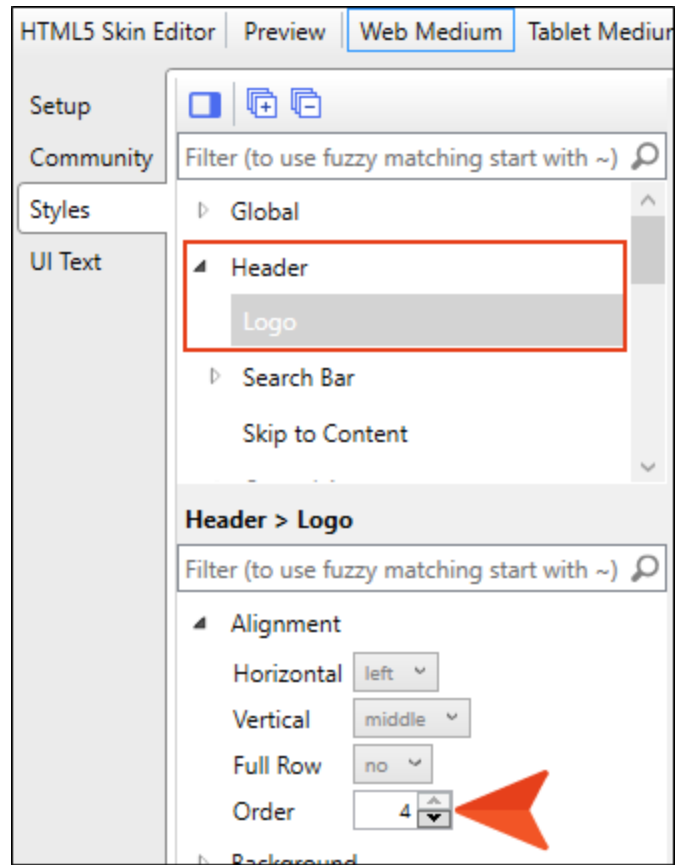 HTML5 Skin Editor Preview Web Medium Tablet Medium
Setup
Community
Styles
UI Text
Filter (to use fuzzy matching start with ~)
Global
Header
Logo
Search Bar
Skip to Content
Header > Logo
Filter (to use fuzzy matching start with ~)
Alignment
Horizontal left
Vertical middle
Full Row no
Order 4
Background